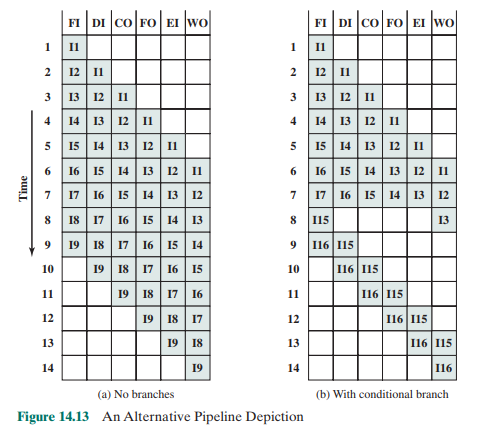 FI DI CO FO EI WO FI DI CO FO EI WO
1 I1 1 I1
2 I2 I1 2 I2 I1
3 I3 I2 I1 3 I3 I2 I1
4 I4 I3 I2 I1 4 I4 I3 I2 I1
5 I5 I4 I3 I2 I1 5 I5 I4 I3 I2 I1
6 I6 I5 I4 I3 I2 I1 6 I6 I5 I4 I3 I2 I1
Time
7 I7 I6 I5 I4 I3 I2 7 I7 I6 I5 I4 I3 I2
8 I8 I7 I6 I5 I4 I3 8 I15 I3
9 I9 I8 I7 I6 I5 I4 9 I16 I15
10 I9 I8 I7 I6 I5 10 I16 I15
11 I9 I8 I7 I6 11 I16 I15
12 I9 I8 I7 12 I16 I15
13 I9 I8 13 I16 I15
14 I9 14 I16
(a) No branches (b) With conditional branch
Figure 14.13 An Alternative Pipeline Depiction